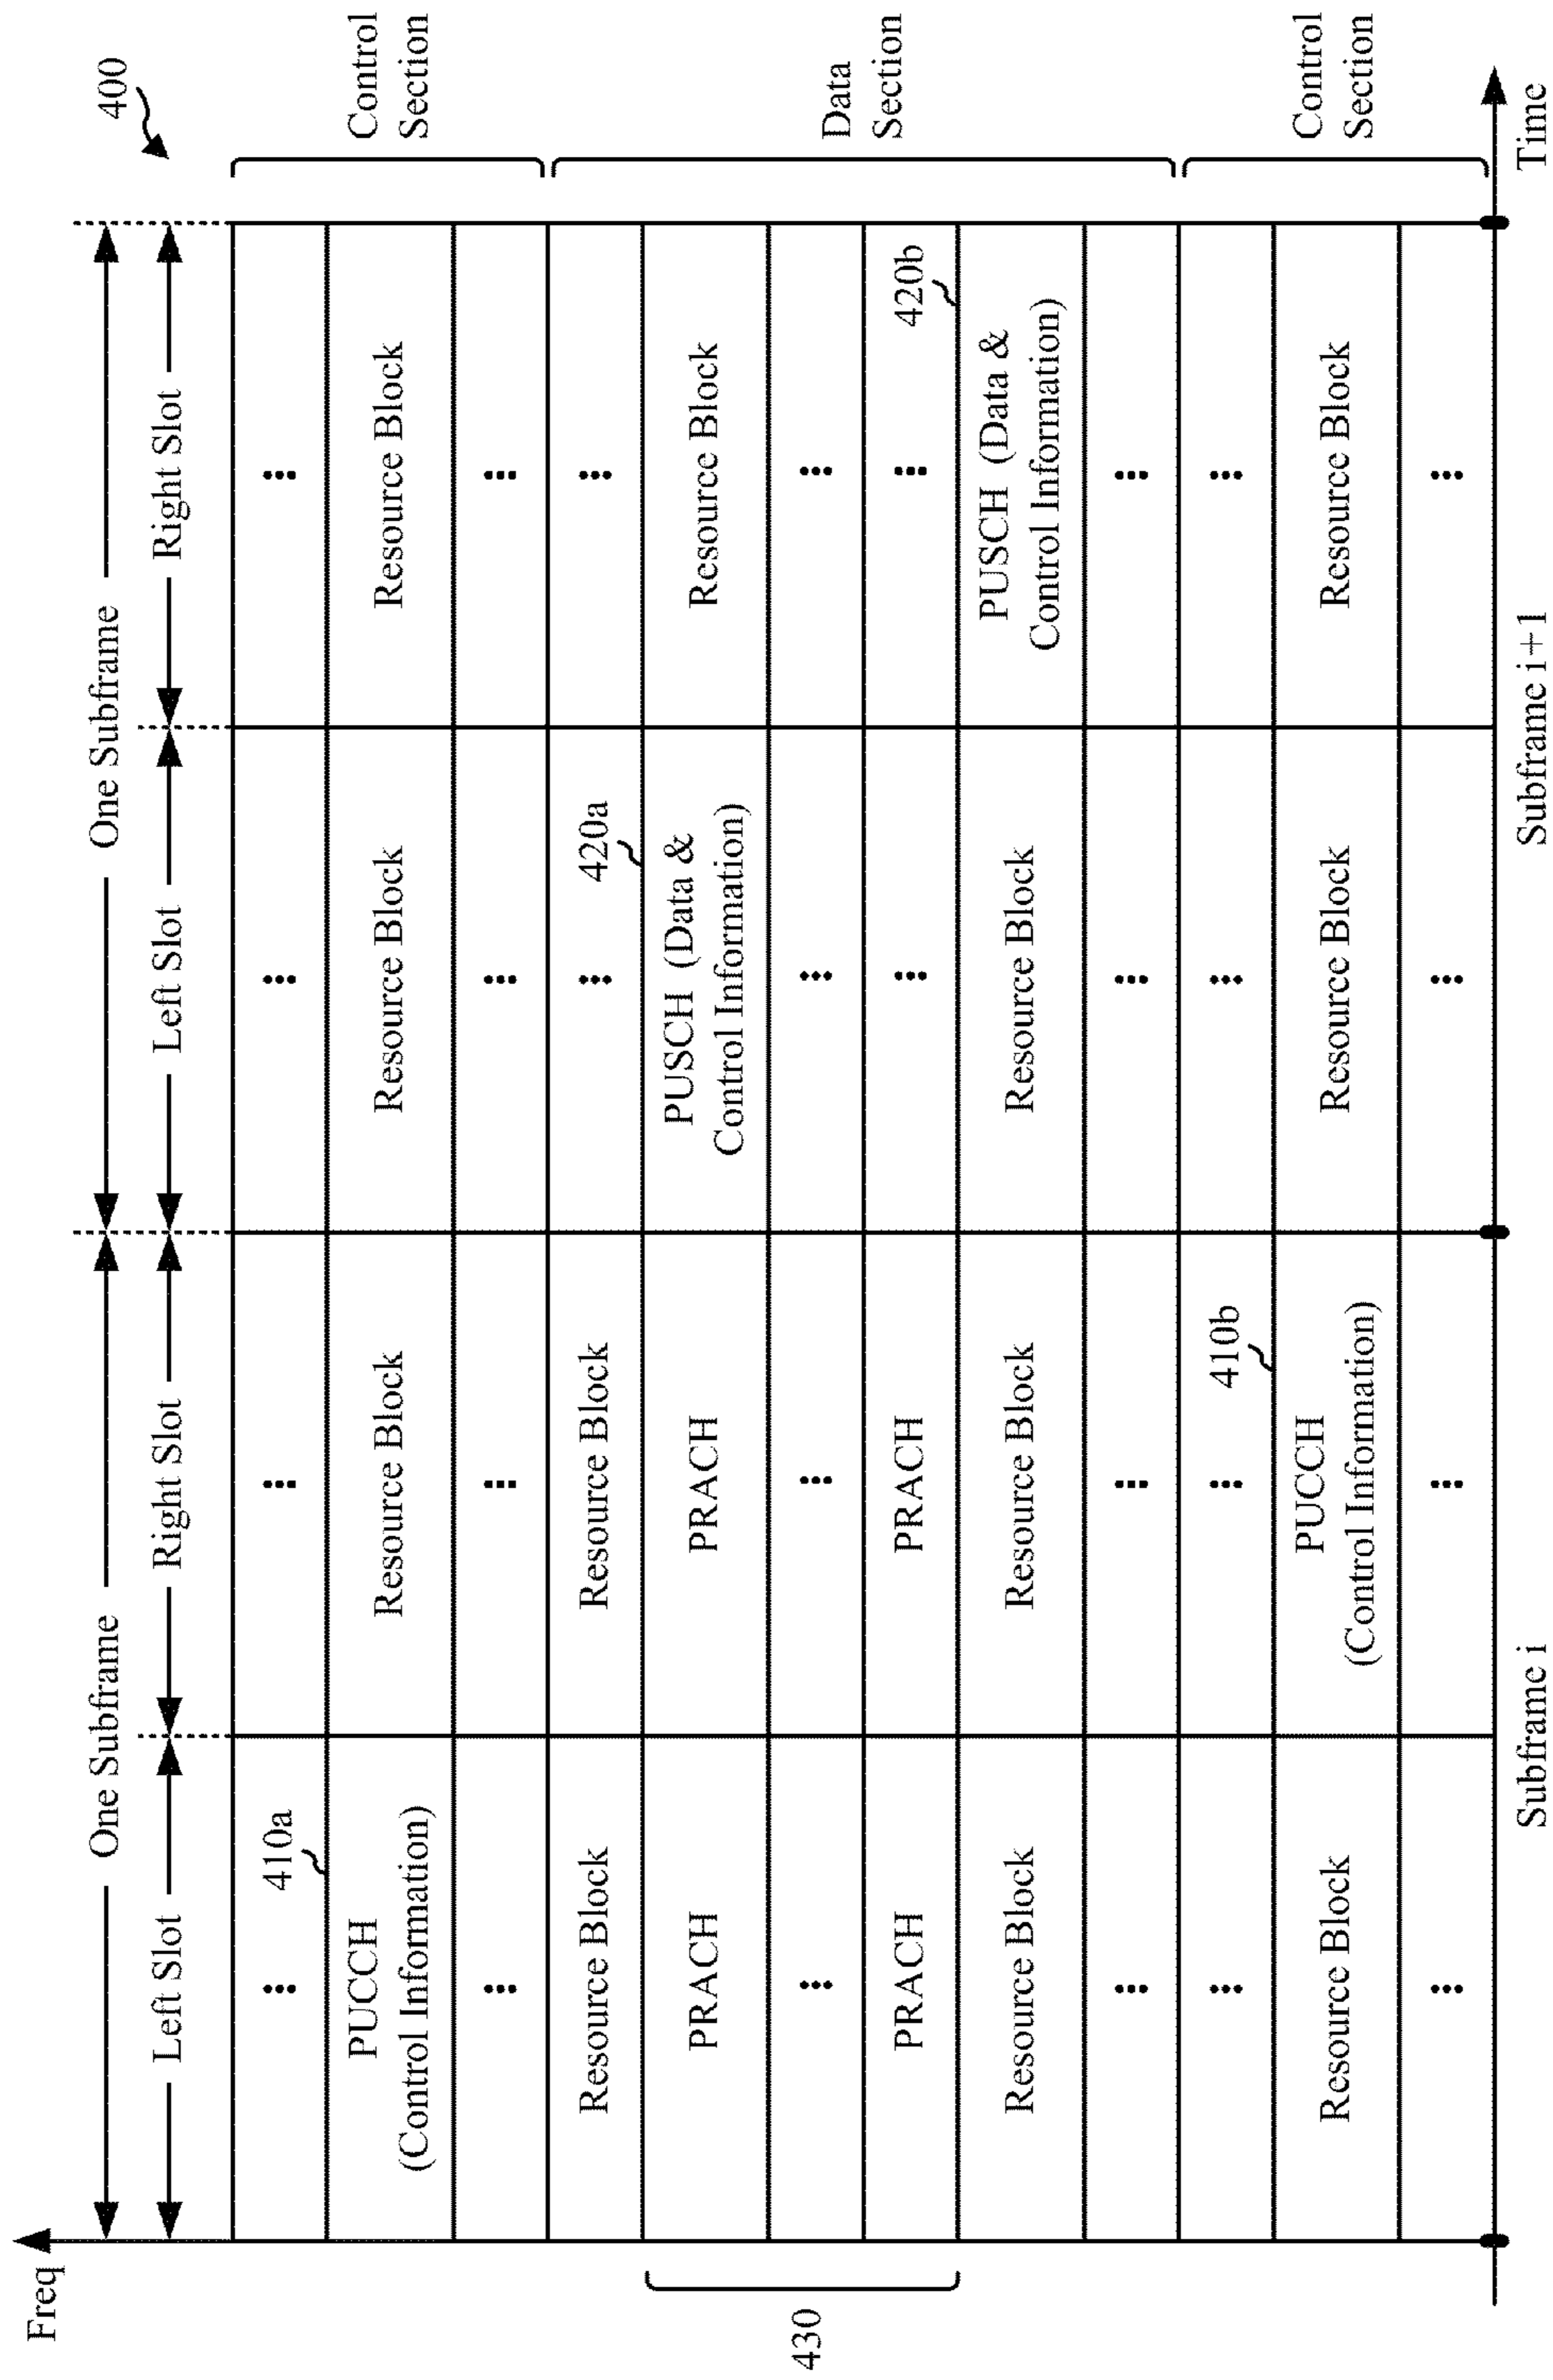 400
Freq
One Subframe
One Subframe
Left Slot
Right Slot
Left Slot
Right Slot
410a
PUCCH
(Control Information)
Resource Block
Resource Block
Resource Block
Control
Section
Resource Block
Resource Block
420a
430
PRACH
PRACH
PUSCH (Data &
Control Information)
Resource Block
PRACH
PRACH
420b
Resource Block
Resource Block
Resource Block
PUSCH (Data &
Control Information)
Data
Section
410b
Resource Block
PUCCH
(Control Information)
Resource Block
Resource Block
Control
Section
Subframe i
Subframe i+1
Time